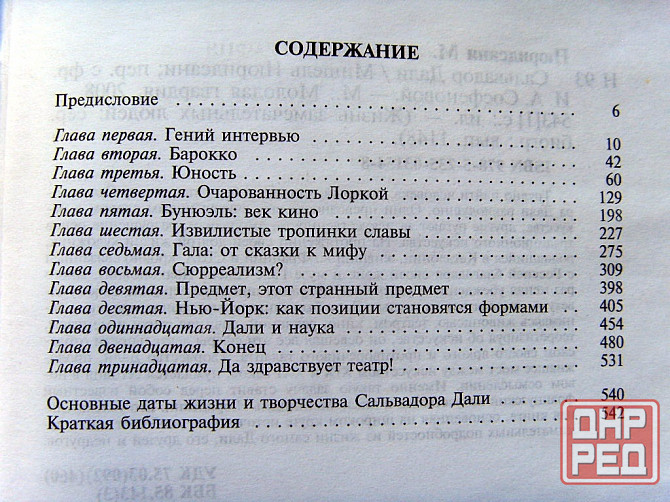 СОДЕРЖАНИЕ
Предисловие . . . . . . . . . . . . . . . . . . . . . . . . . . . . . . 6
Глава первая. Гений интервью . . . . . . . . . . . . . . . . . . 10
Глава вторая. Барокко . . . . . . . . . . . . . . . . . . . . . . . 42
Глава третья. Юность . . . . . . . . . . . . . . . . . . . . . . . 60
Глава четвертая. Очарованность Лоркой . . . . . . . . . 129
Глава пятая. Бунюэль: век кино . . . . . . . . . . . . . . . . 198
Глава шестая. Извилистые тропинки славы . . . . . . . 227
Глава седьмая. Гала: от сказки к мифу . . . . . . . . . . 275
Глава восьмая. Сюрреализм? . . . . . . . . . . . . . . . . . . 309
Глава девятая. Предмет, этот странный предмет . . . 398
Глава десятая. Нью-Йорк: как позиции становятся формами . . . 405
Глава одиннадцатая. Дали и наука . . . . . . . . . . . . . . 454
Глава двенадцатая. Конец . . . . . . . . . . . . . . . . . . . . 480
Глава тринадцатая. Да здравствует театр! . . . . . . . . 531
Основные даты жизни и творчества Сальвадора Дали . . . 540
Краткая библиография . . . . . . . . . . . . . . . . . . . . . . 542
ДНР
РЕД